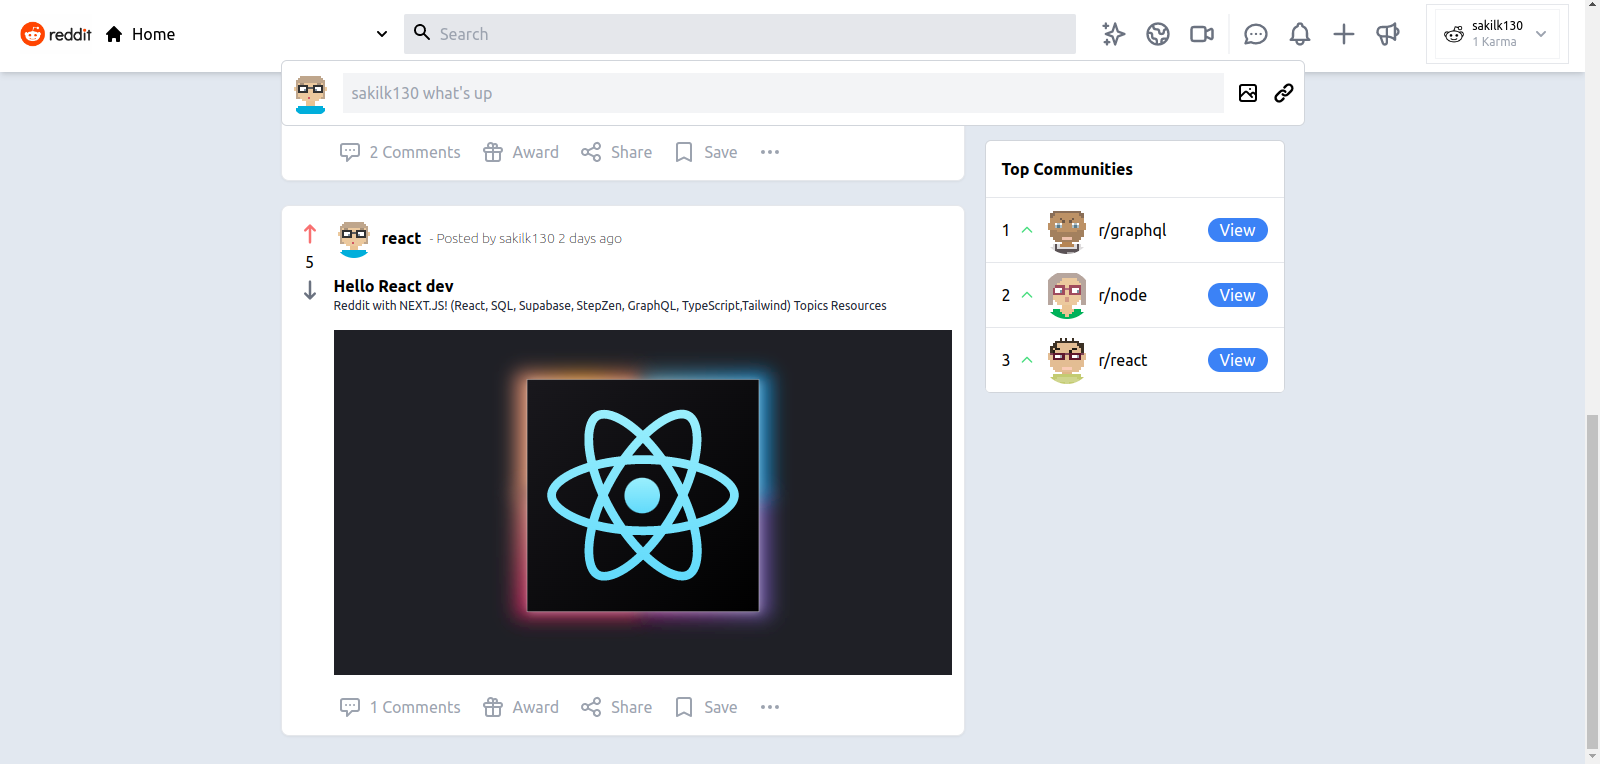 reddit Home Search sakilk130
1 Karma
sakilk130 what's up
2 Comments Award Share Save
Top Communities
1 r/graphql View
2 r/node View
3 r/react View
react - Posted by sakilk130 2 days ago
5
Hello React dev
Reddit with NEXT.JS! (React, SQL, Supabase, StepZen, GraphQL, TypeScript,Tailwind) Topics Resources
1 Comments Award Share Save